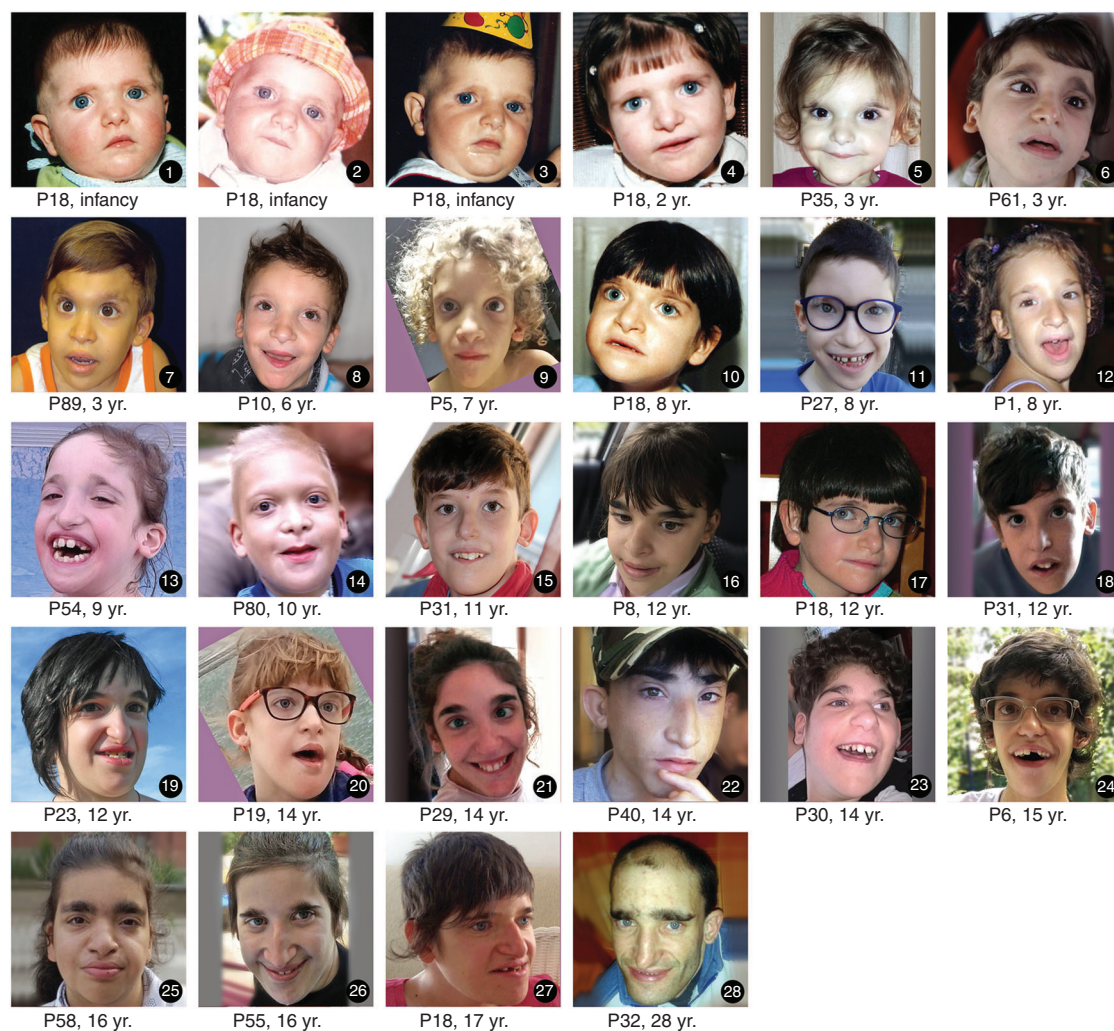 1 2 3 4 5 6
P18, infancy P18, infancy P18, infancy P18, 2 yr. P35, 3 yr. P61, 3 yr.
7 8 9 10 11 12
P89, 3 yr. P10, 6 yr. P5, 7 yr. P18, 8 yr. P27, 8 yr. P1, 8 yr.
13 14 15 16 17 18
P54, 9 yr. P80, 10 yr. P31, 11 yr. P8, 12 yr. P18, 12 yr. P31, 12 yr.
19 20 21 22 23 24
P23, 12 yr. P19, 14 yr. P29, 14 yr. P40, 14 yr. P30, 14 yr. P6, 15 yr.
25 26 27 28
P58, 16 yr. P55, 16 yr. P18, 17 yr. P32, 28 yr.